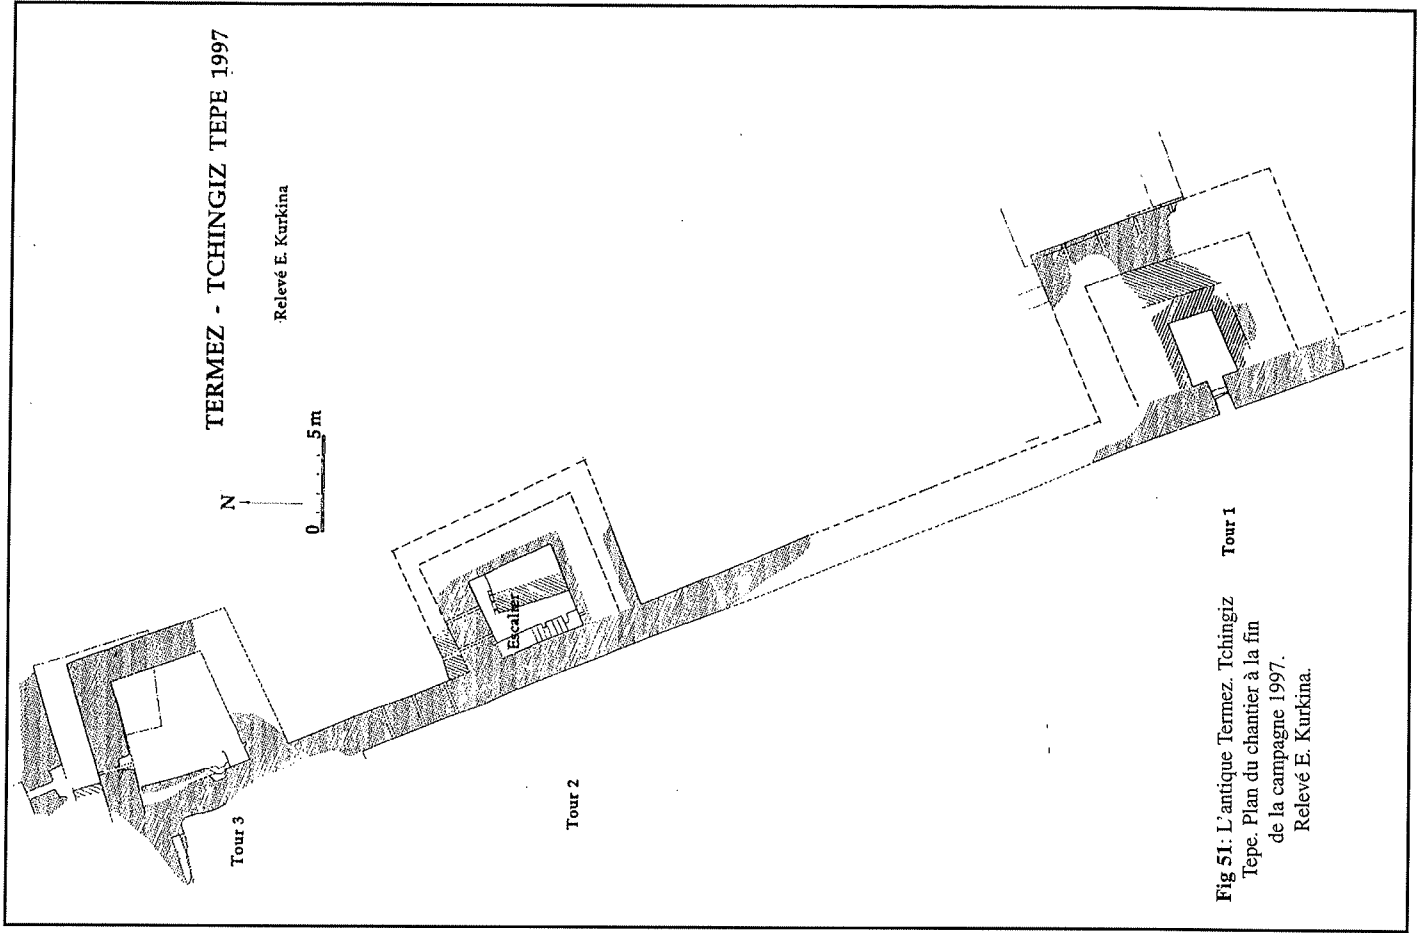 TERMEZ - TCHINGIZ TEPE 1997
Relevé E. Kurkina
N
0 5 m
Escalier
Tour 3
Tour 2
Tour 1
Fig 51: L'antique Termez. Tchingiz
Tepe. Plan du chantier à la fin
de la campagne 1997.
Relevé E. Kurkina.